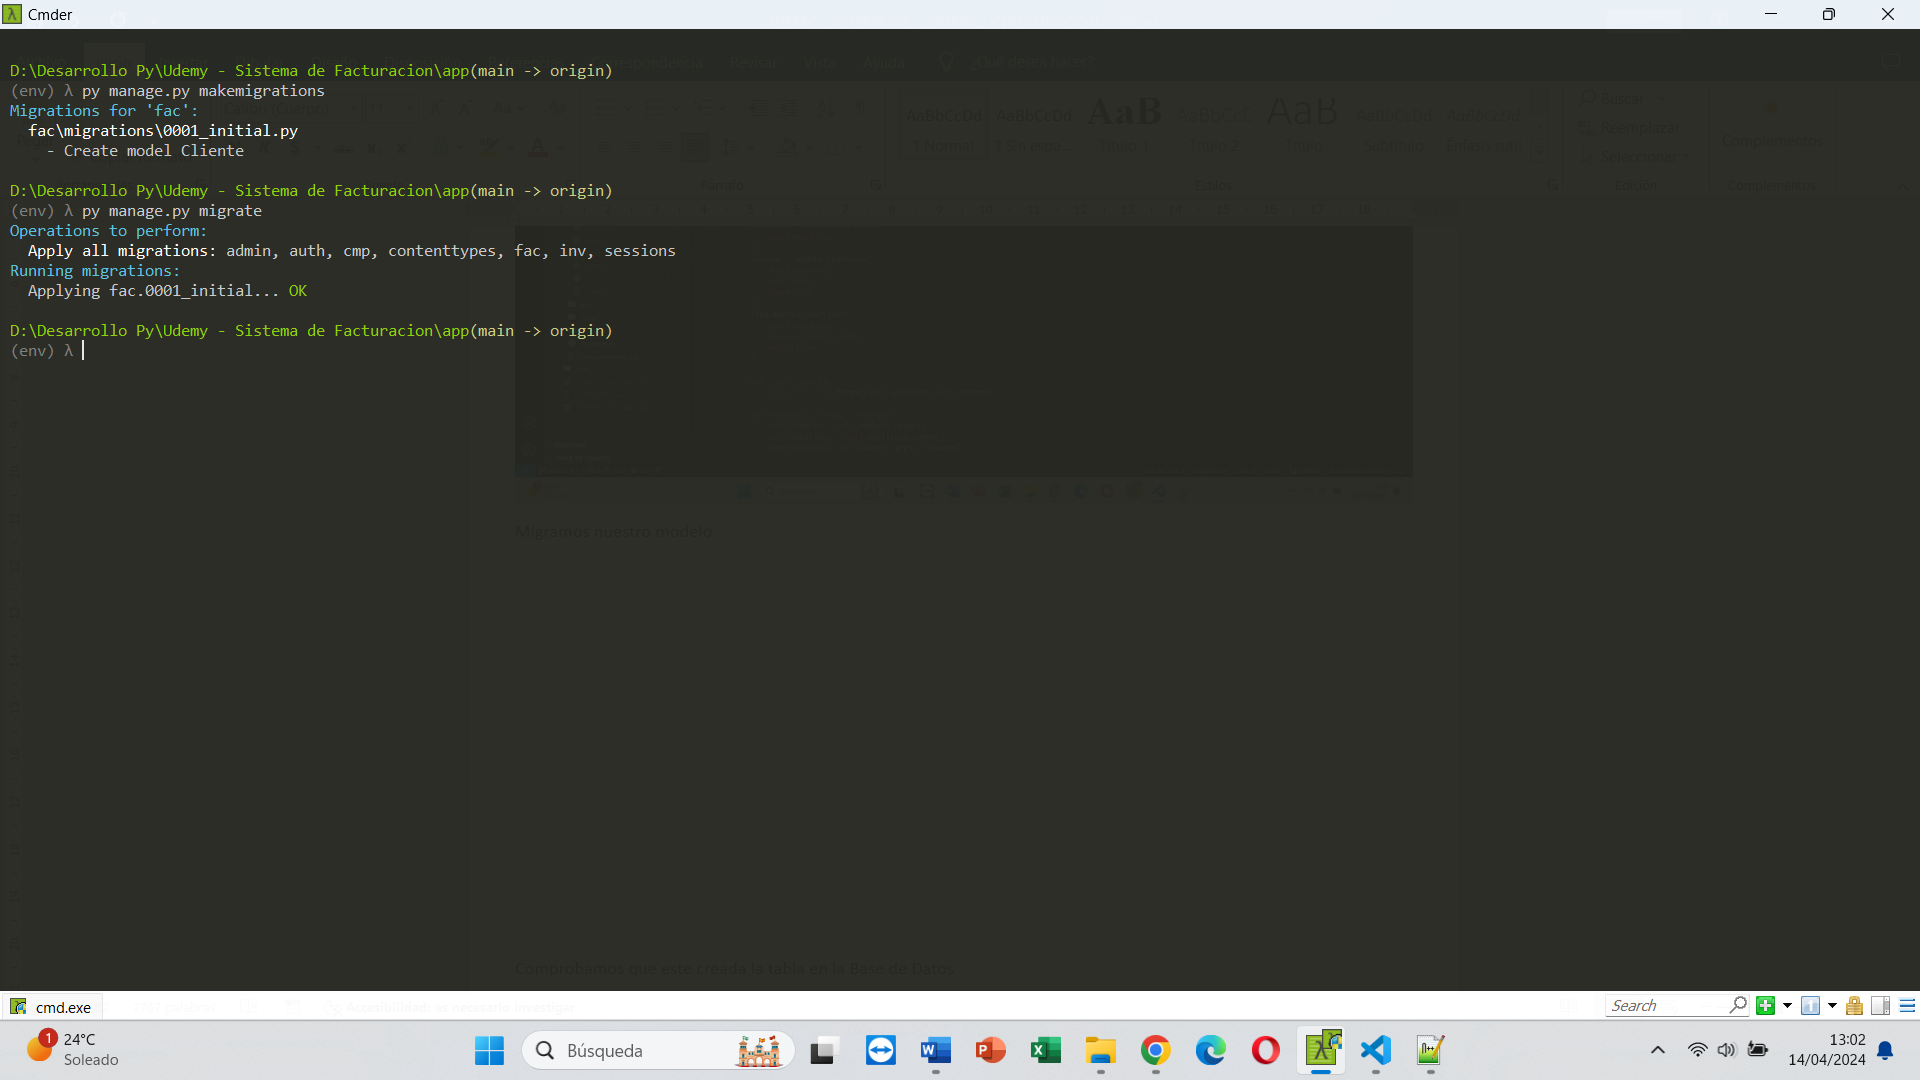 Cmder
D:\Desarrollo Py\Udemy - Sistema de Facturacion\app(main -> origin)
(env) λ py manage.py makemigrations
Migrations for 'fac':
fac\migrations\0001_initial.py
- Create model Cliente
D:\Desarrollo Py\Udemy - Sistema de Facturacion\app(main -> origin)
(env) λ py manage.py migrate
Operations to perform:
Apply all migrations: admin, auth, cmp, contenttypes, fac, inv, sessions
Running migrations:
Applying fac.0001_initial... OK
D:\Desarrollo Py\Udemy - Sistema de Facturacion\app(main -> origin)
(env) λ
Migramos nuestro modelo
Comprobamos que este creada la tabla en la Base de Datos
cmd.exe
Search
1
24°C
Soleado
Búsqueda
13:02
14/04/2024